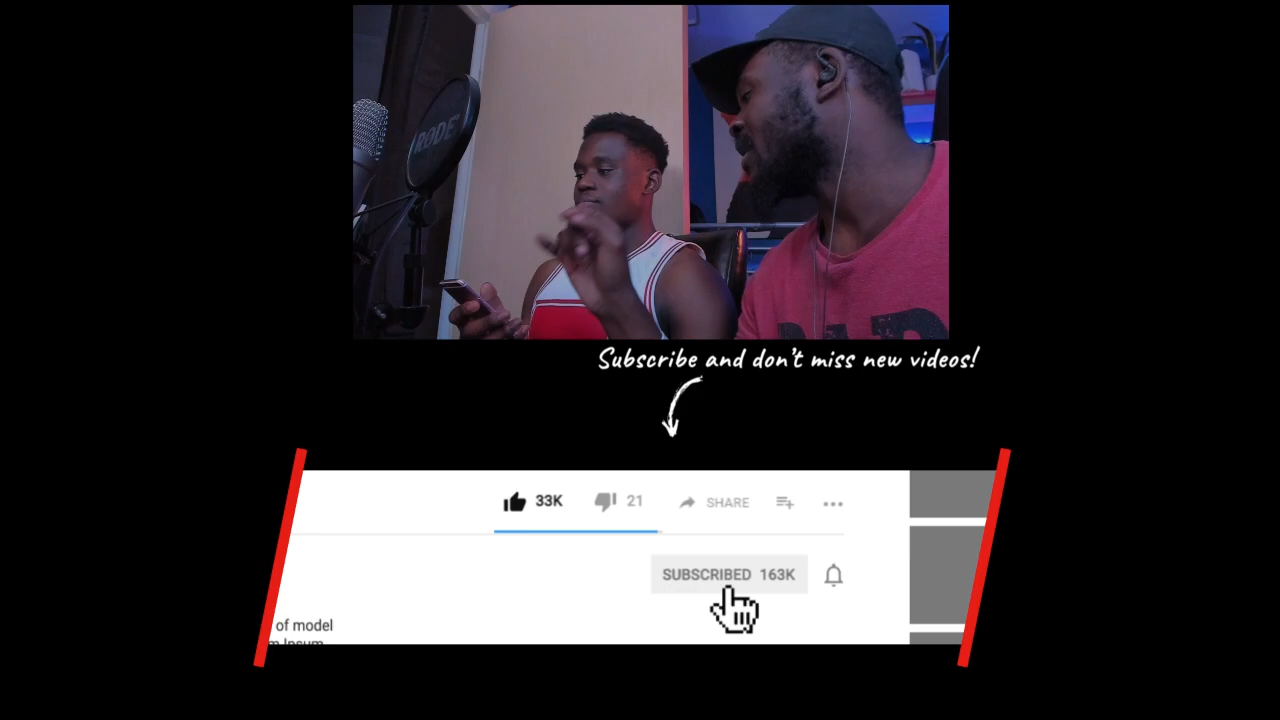 RODE
Subscribe and don't miss new videos!
33K 21 SHARE
SUBSCRIBED 163K
of model